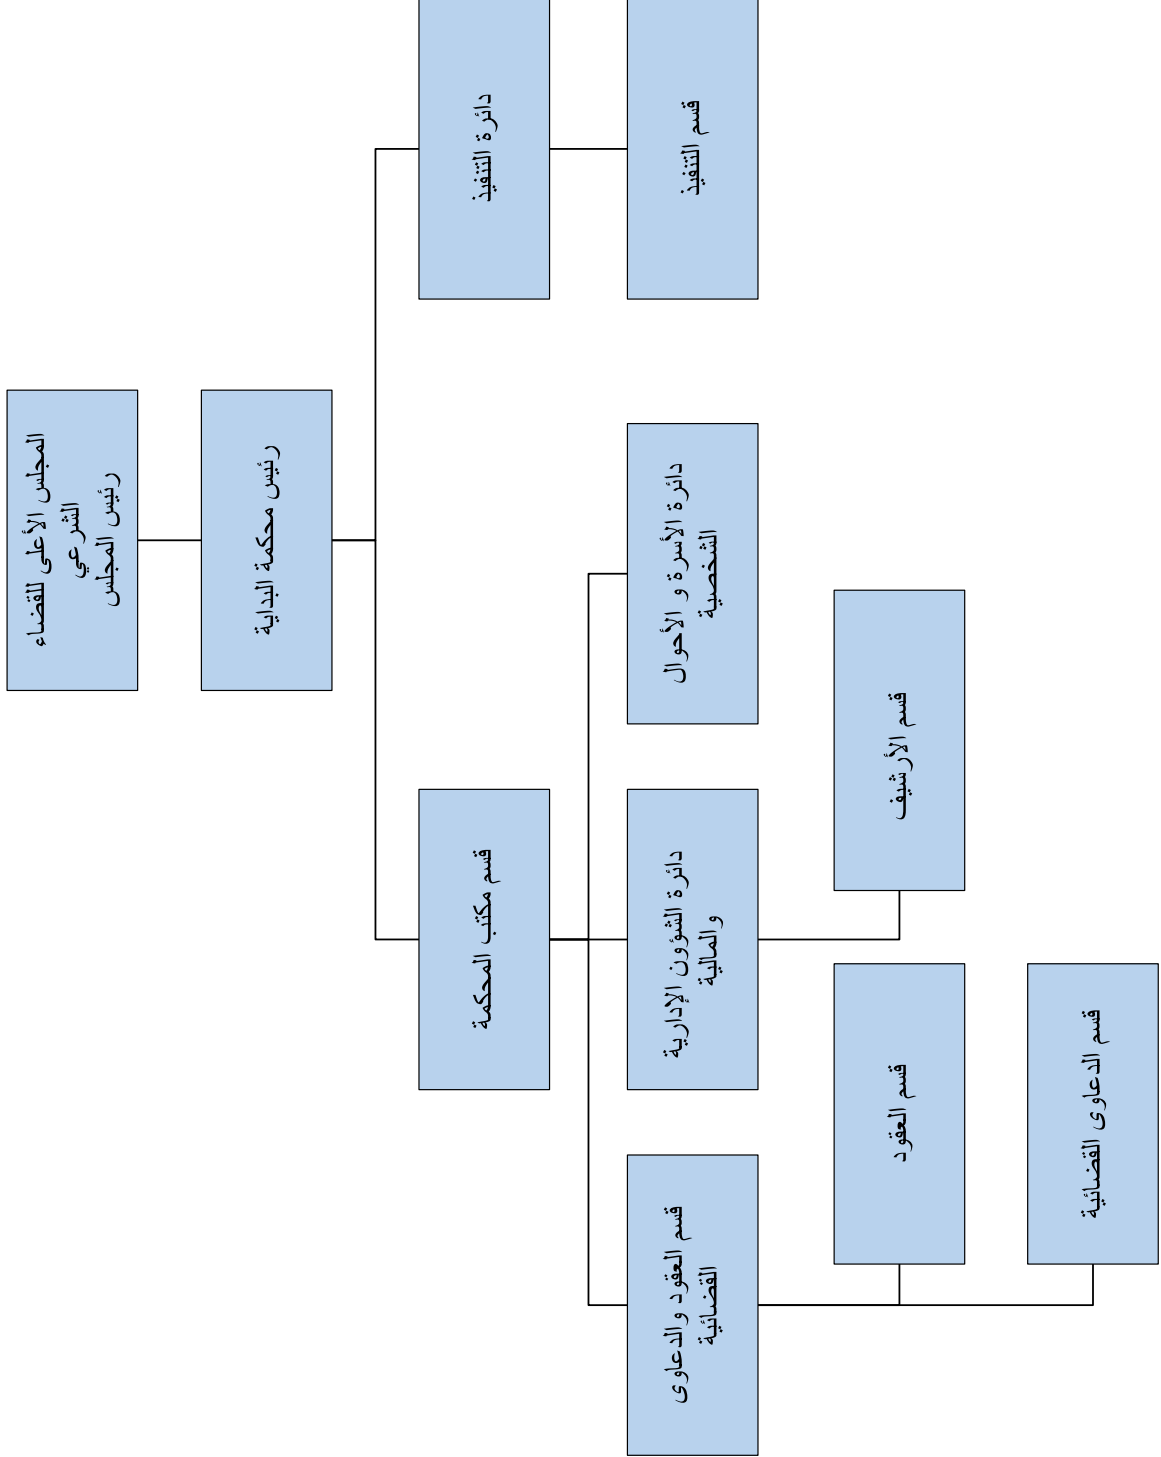 المجلس الأعلى للقضاء
الشرعي
رئيس المجلس
رئيس محكمة البداية
دائرة التنفيذ
قسم التنفيذ
قسم مكتب المحكمة
دائرة الأسرة و الأحوال
الشخصية
دائرة الشؤون الإدارية
والمالية
قسم الأرشيف
قسم العقود والدعاوى
القضائية
قسم العقود
قسم الدعاوى القضائية